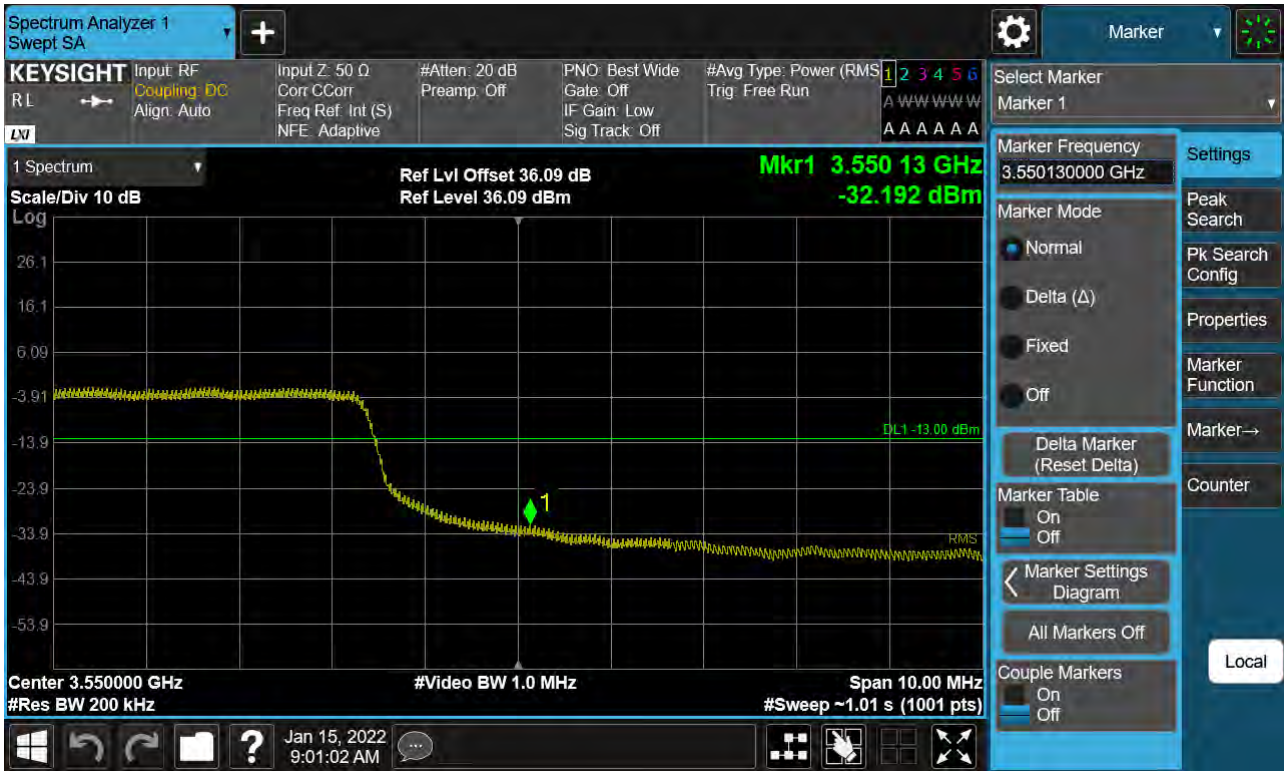 Spectrum Analyzer 1
Swept SA
+
Marker
KEYSIGHT
RL
LXI
Input: RF
Coupling: DC
Align: Auto
Input Z: 50 Ω
Corr CCorr
Freq Ref: Int (S)
NFE: Adaptive
#Atten: 20 dB
Preamp: Off
PNO: Best Wide
Gate: Off
IF Gain: Low
Sig Track: Off
#Avg Type: Power (RMS
Trig: Free Run
1 2 3 4 5 6
A W W W W W
A A A A A A
Select Marker
Marker 1
1 Spectrum
Scale/Div 10 dB
Log
Ref Lvl Offset 36.09 dB
Ref Level 36.09 dBm
Mkr1 3.550 13 GHz
-32.192 dBm
26.1
16.1
6.09
-3.91
-13.9
-23.9
-33.9
-43.9
-53.9
DL1 -13.00 dBm
1
RMS
Center 3.550000 GHz
#Res BW 200 kHz
#Video BW 1.0 MHz
Span 10.00 MHz
#Sweep ~1.01 s (1001 pts)
Marker Frequency
3.550130000 GHz
Marker Mode
Normal
Delta (Δ)
Fixed
Off
Delta Marker
(Reset Delta)
Marker Table
On
Off
Marker Settings
Diagram
All Markers Off
Couple Markers
On
Off
Settings
Peak
Search
Pk Search
Config
Properties
Marker
Function
Marker→
Counter
Local
?
Jan 15, 2022
9:01:02 AM